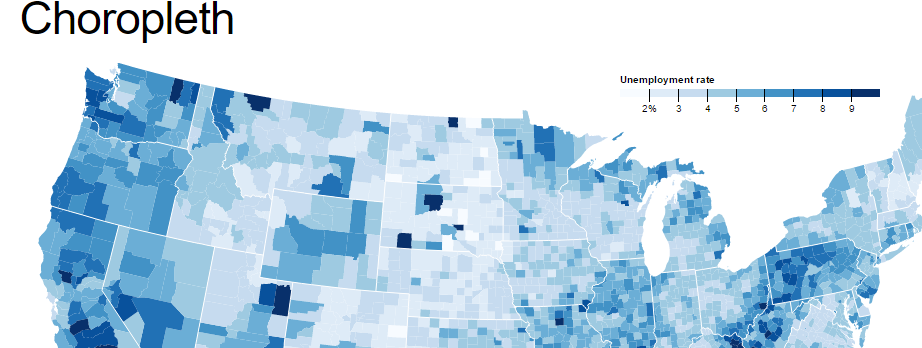 Choropleth
Unemployment rate
2% 3 4 5 6 7 8 9